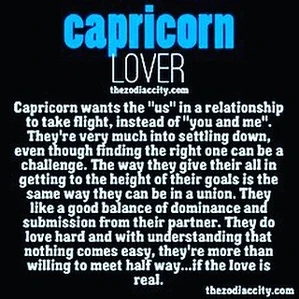 capricorn
LOVER
thezodiaccity.com
Capricorn wants the "us" in a relationship
to take flight, instead of "you and me".
They're very much into settling down,
even though finding the right one can be a
challenge. The way they give their all in
getting to the height of their goals is the
same way they can be in a union. They
like a good balance of dominance and
submission from their partner. They do
love hard and with understanding that
nothing comes easy, they're more than
willing to meet half way...if the love is
real.
thezodiaccity.com